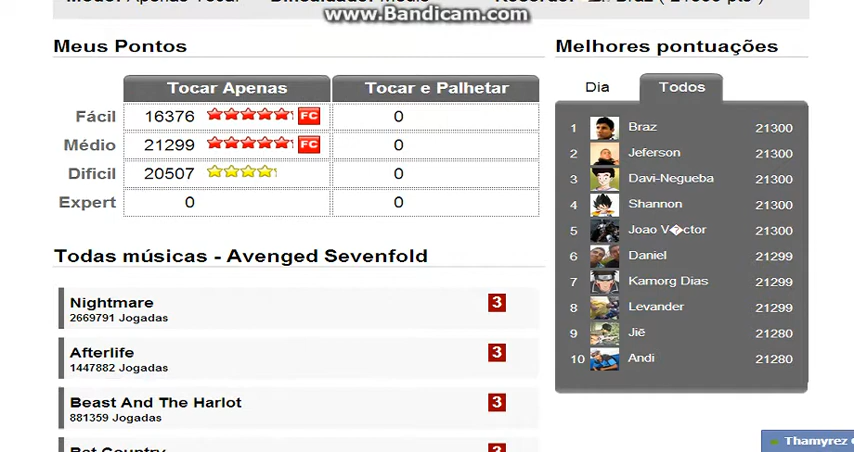 www.Bandicam.com
Meus Pontos
Tocar Apenas Tocar e Palhetar
Fácil 16376 FC 0
Médio 21299 FC 0
Dificil 20507 0
Expert 0 0
Todas músicas - Avenged Sevenfold
Nightmare 3
2669791 Jogadas
Afterlife 3
1447882 Jogadas
Beast And The Harlot 3
881359 Jogadas
Melhores pontuações
Dia Todos
1 Braz 21300
2 Jeferson 21300
3 Davi-Negueba 21300
4 Shannon 21300
5 Joao V�ctor 21300
6 Daniel 21299
7 Kamorg Dias 21299
8 Levander 21299
9 Jiē 21280
10 Andi 21280
Thamyrez